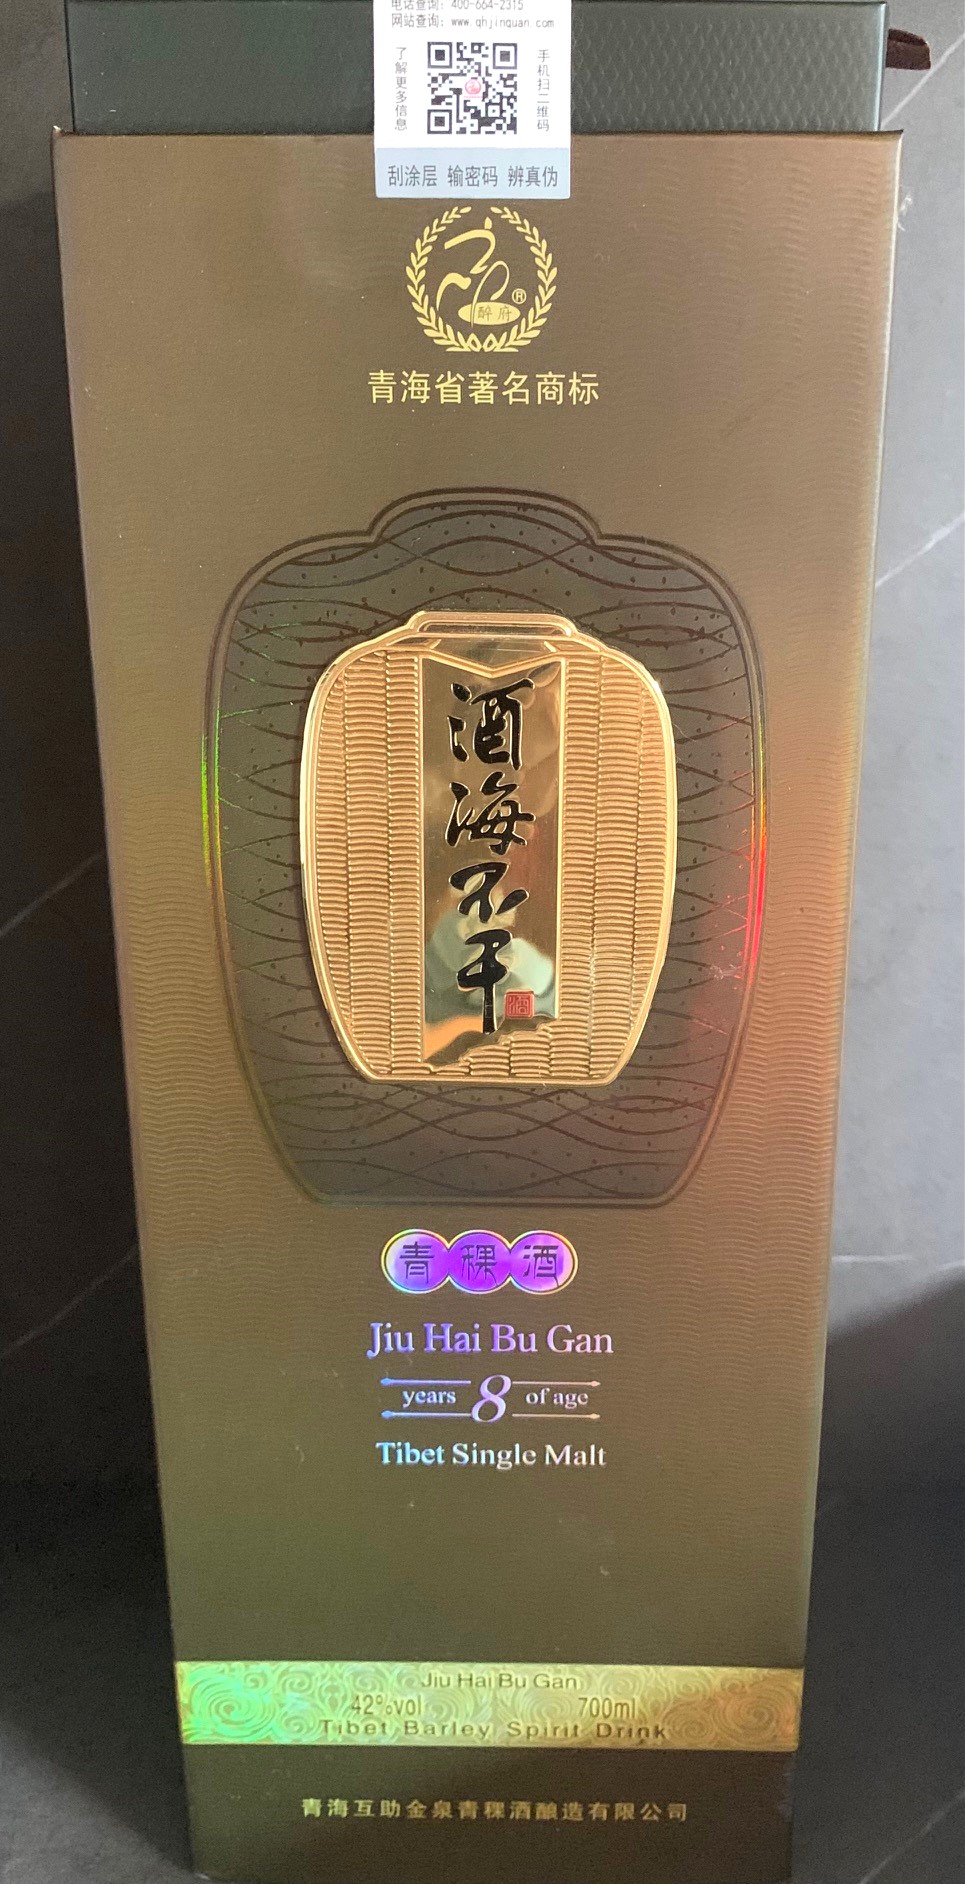 电话查询：400-664-2315
网站查询：www.qhjinquan.com
了解更多信息
手机扫二维码
刮涂层 输密码 辨真伪
醉府
®
青海省著名商标
酒海不干
酒
青稞酒
Jiu Hai Bu Gan
years 8 of age
Tibet Single Malt
Jiu Hai Bu Gan
42%vol 700ml
Tibet Barley Spirit Drink
青海互助金泉青稞酒酿造有限公司